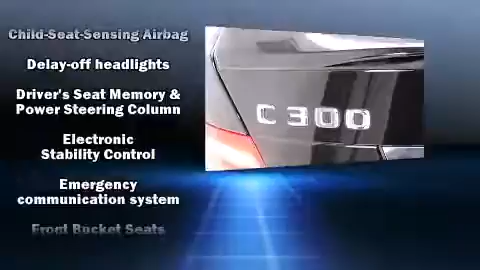 Child-Seat-Sensing Airbag
Delay-off headlights
Driver's Seat Memory &
Power Steering Column
Electronic
Stability Control
Emergency
communication system
Front Bucket Seats
C 300